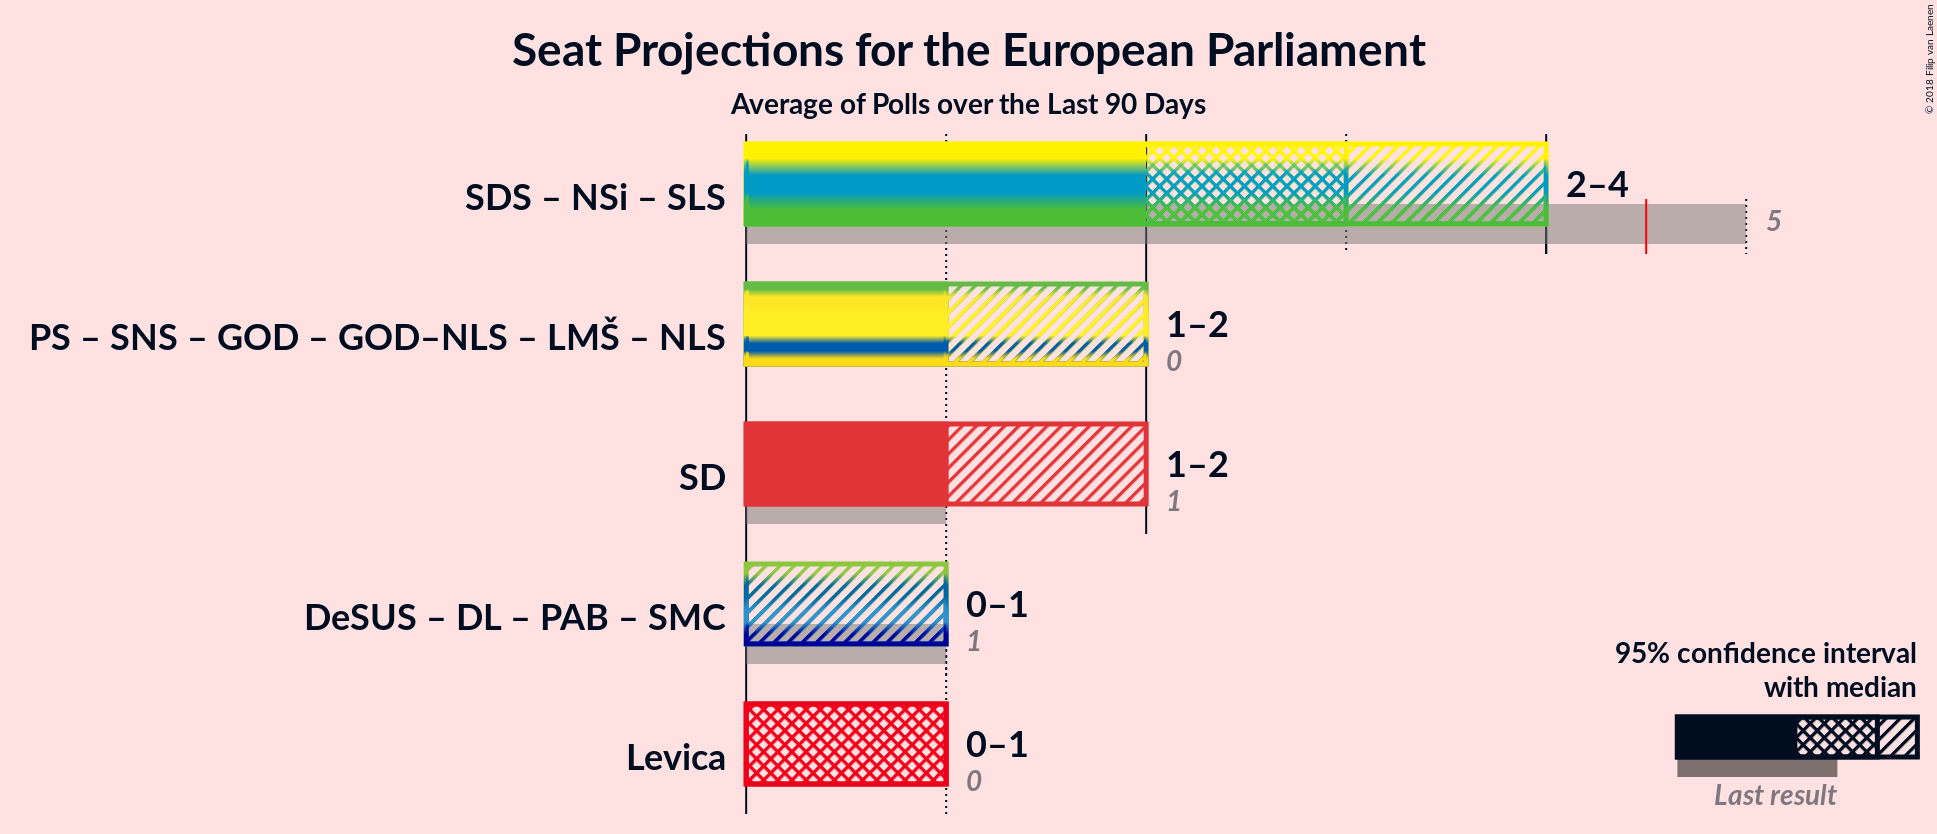 Seat Projections for the European Parliament
Average of Polls over the Last 90 Days
© 2018 Filip van Laenen
SDS – NSi – SLS
2–4
5
PS – SNS – GOD – GOD–NLS – LMŠ – NLS
1–2
0
SD
1–2
1
DeSUS – DL – PAB – SMC
0–1
1
Levica
0–1
0
95% confidence interval
with median
Last result